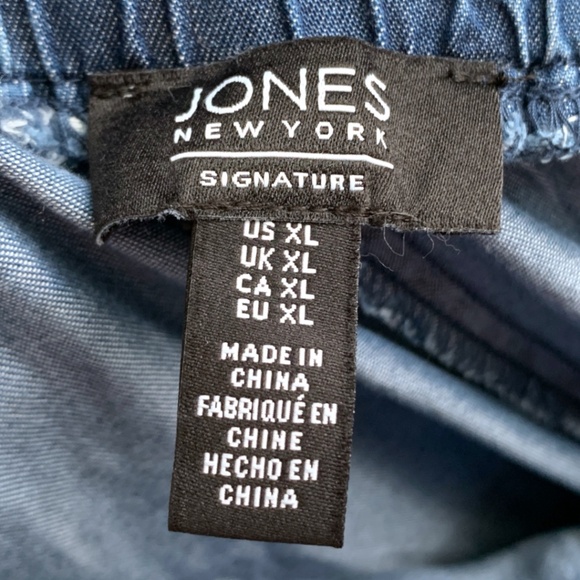 JONES
NEW YORK
SIGNATURE
US XL
UK XL
CA XL
EU XL
MADE IN
CHINA
FABRIQUÉ EN
CHINE
HECHO EN
CHINA